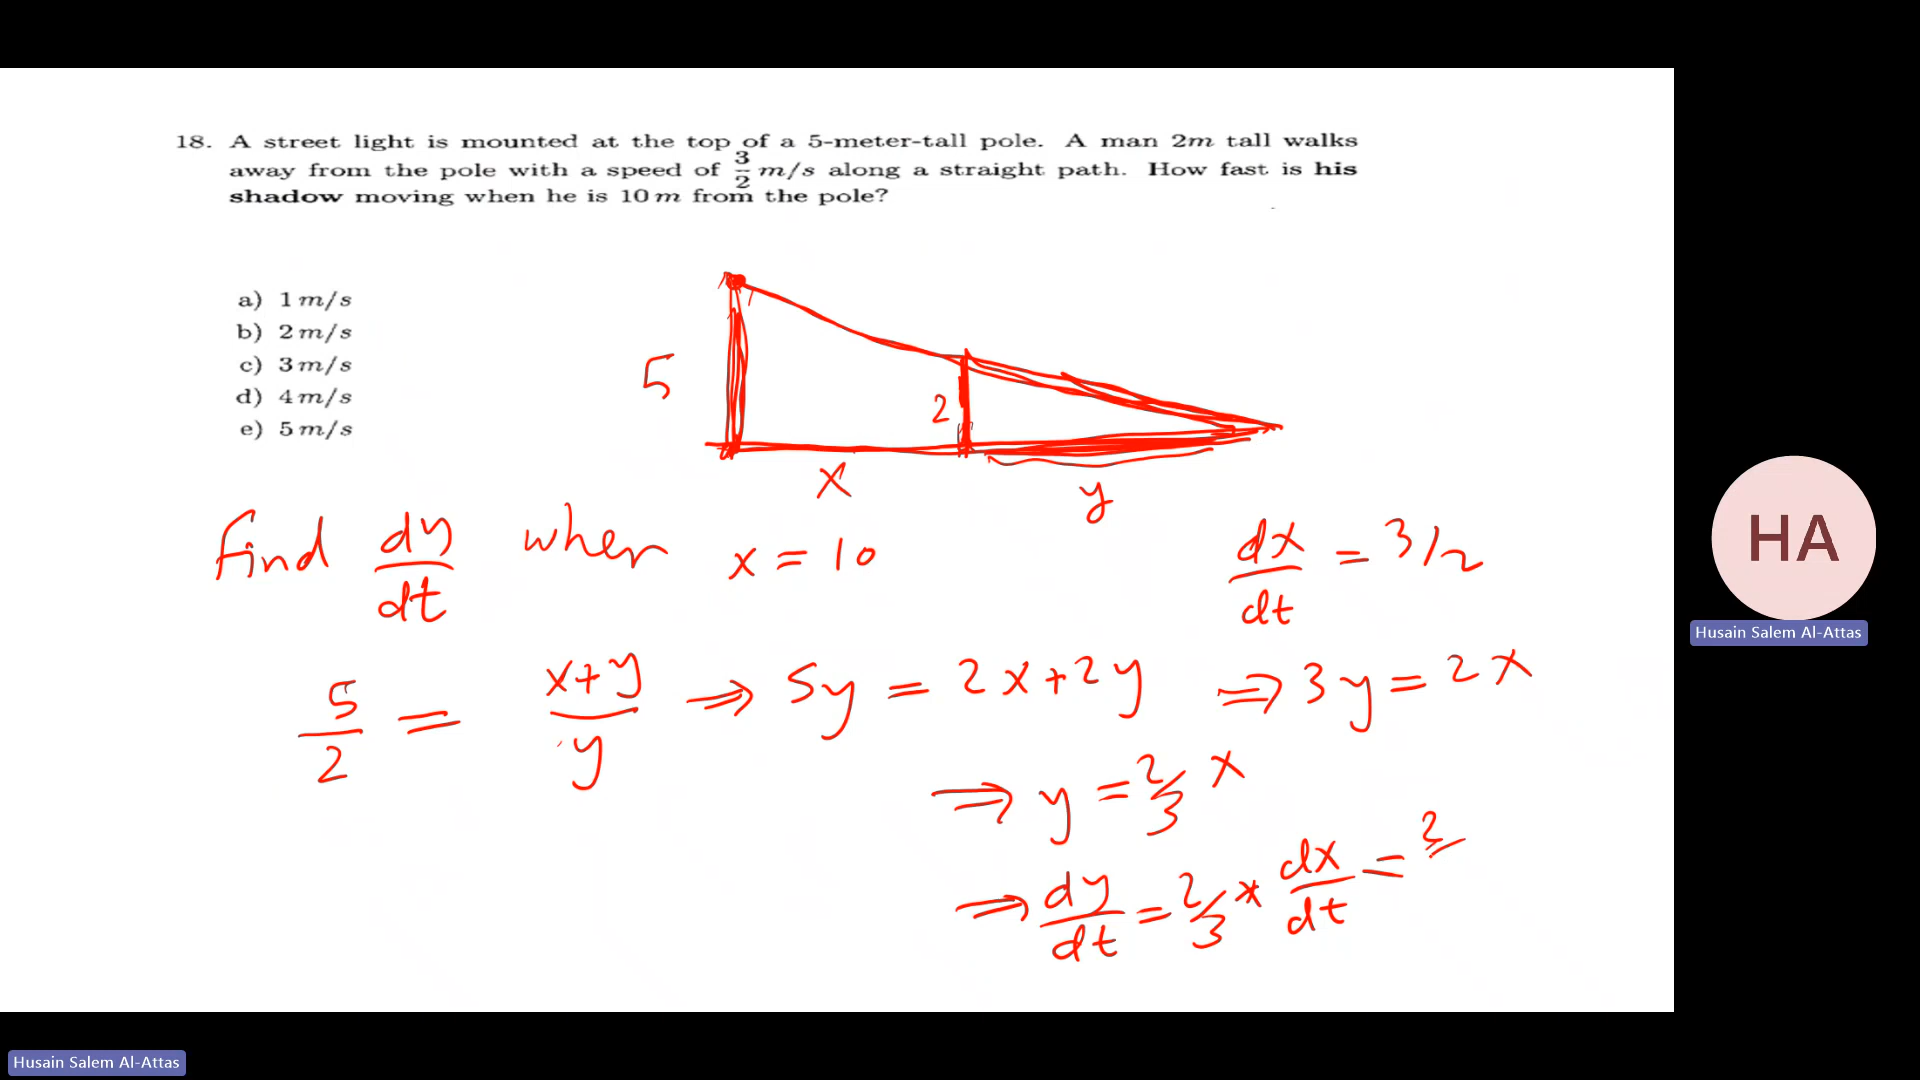 18. A street light is mounted at the top of a 5-meter-tall pole. A man 2m tall walks
away from the pole with a speed of 3/2 m/s along a straight path. How fast is his
shadow moving when he is 10 m from the pole?
a) 1 m/s
b) 2 m/s
c) 3 m/s
d) 4 m/s
e) 5 m/s
5
2
x
y
find dy/dt when x = 10
dx/dt = 3/2
5/2 = x+y/y ⇒ 5y = 2x+2y ⇒ 3y = 2x
⇒ y = 2/3 x
⇒ dy/dt = 2/3 * dx/dt = 2
HA
Husain Salem Al-Attas
Husain Salem Al-Attas